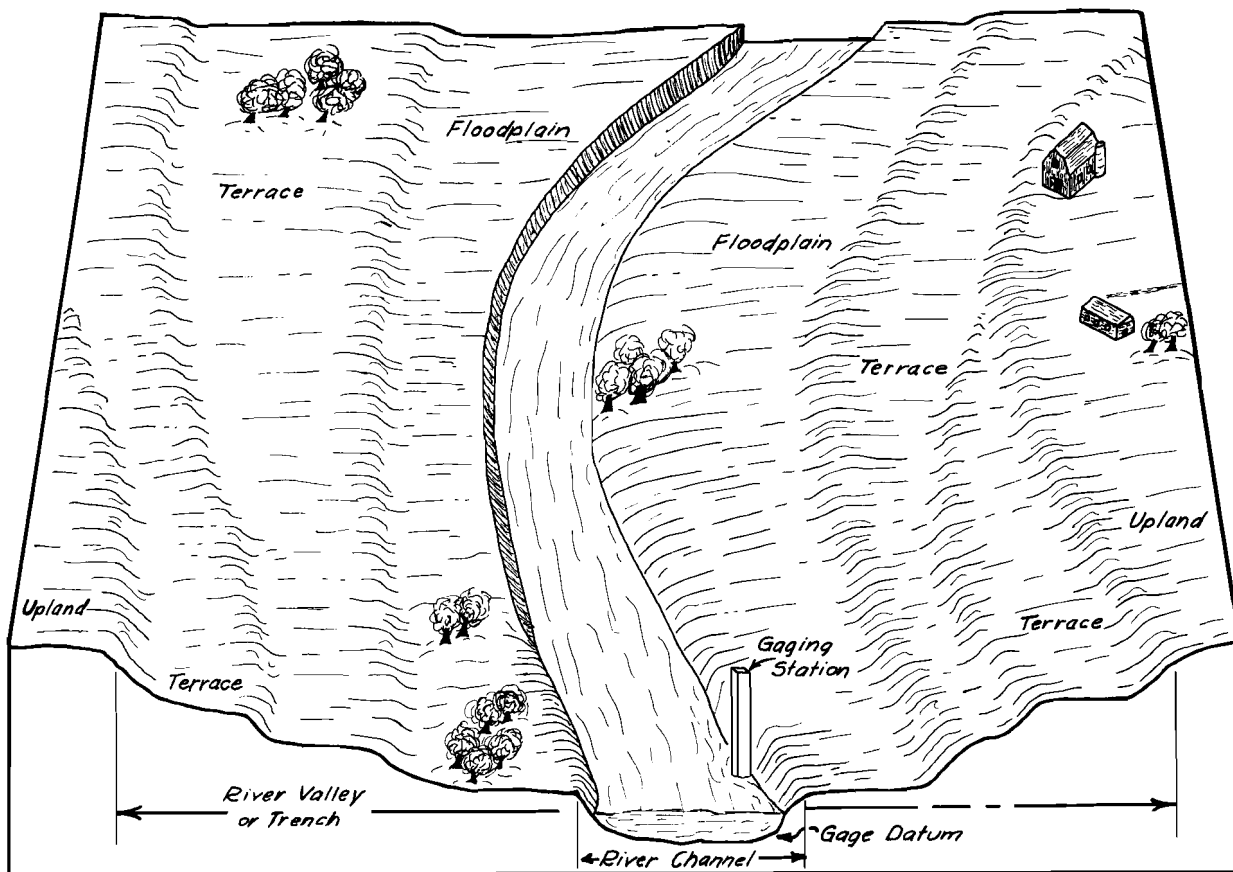 Floodplain
Terrace
Floodplain
Terrace
Upland
Upland
Terrace
Gaging
Station
Terrace
River Valley
or Trench
Gage Datum
River Channel